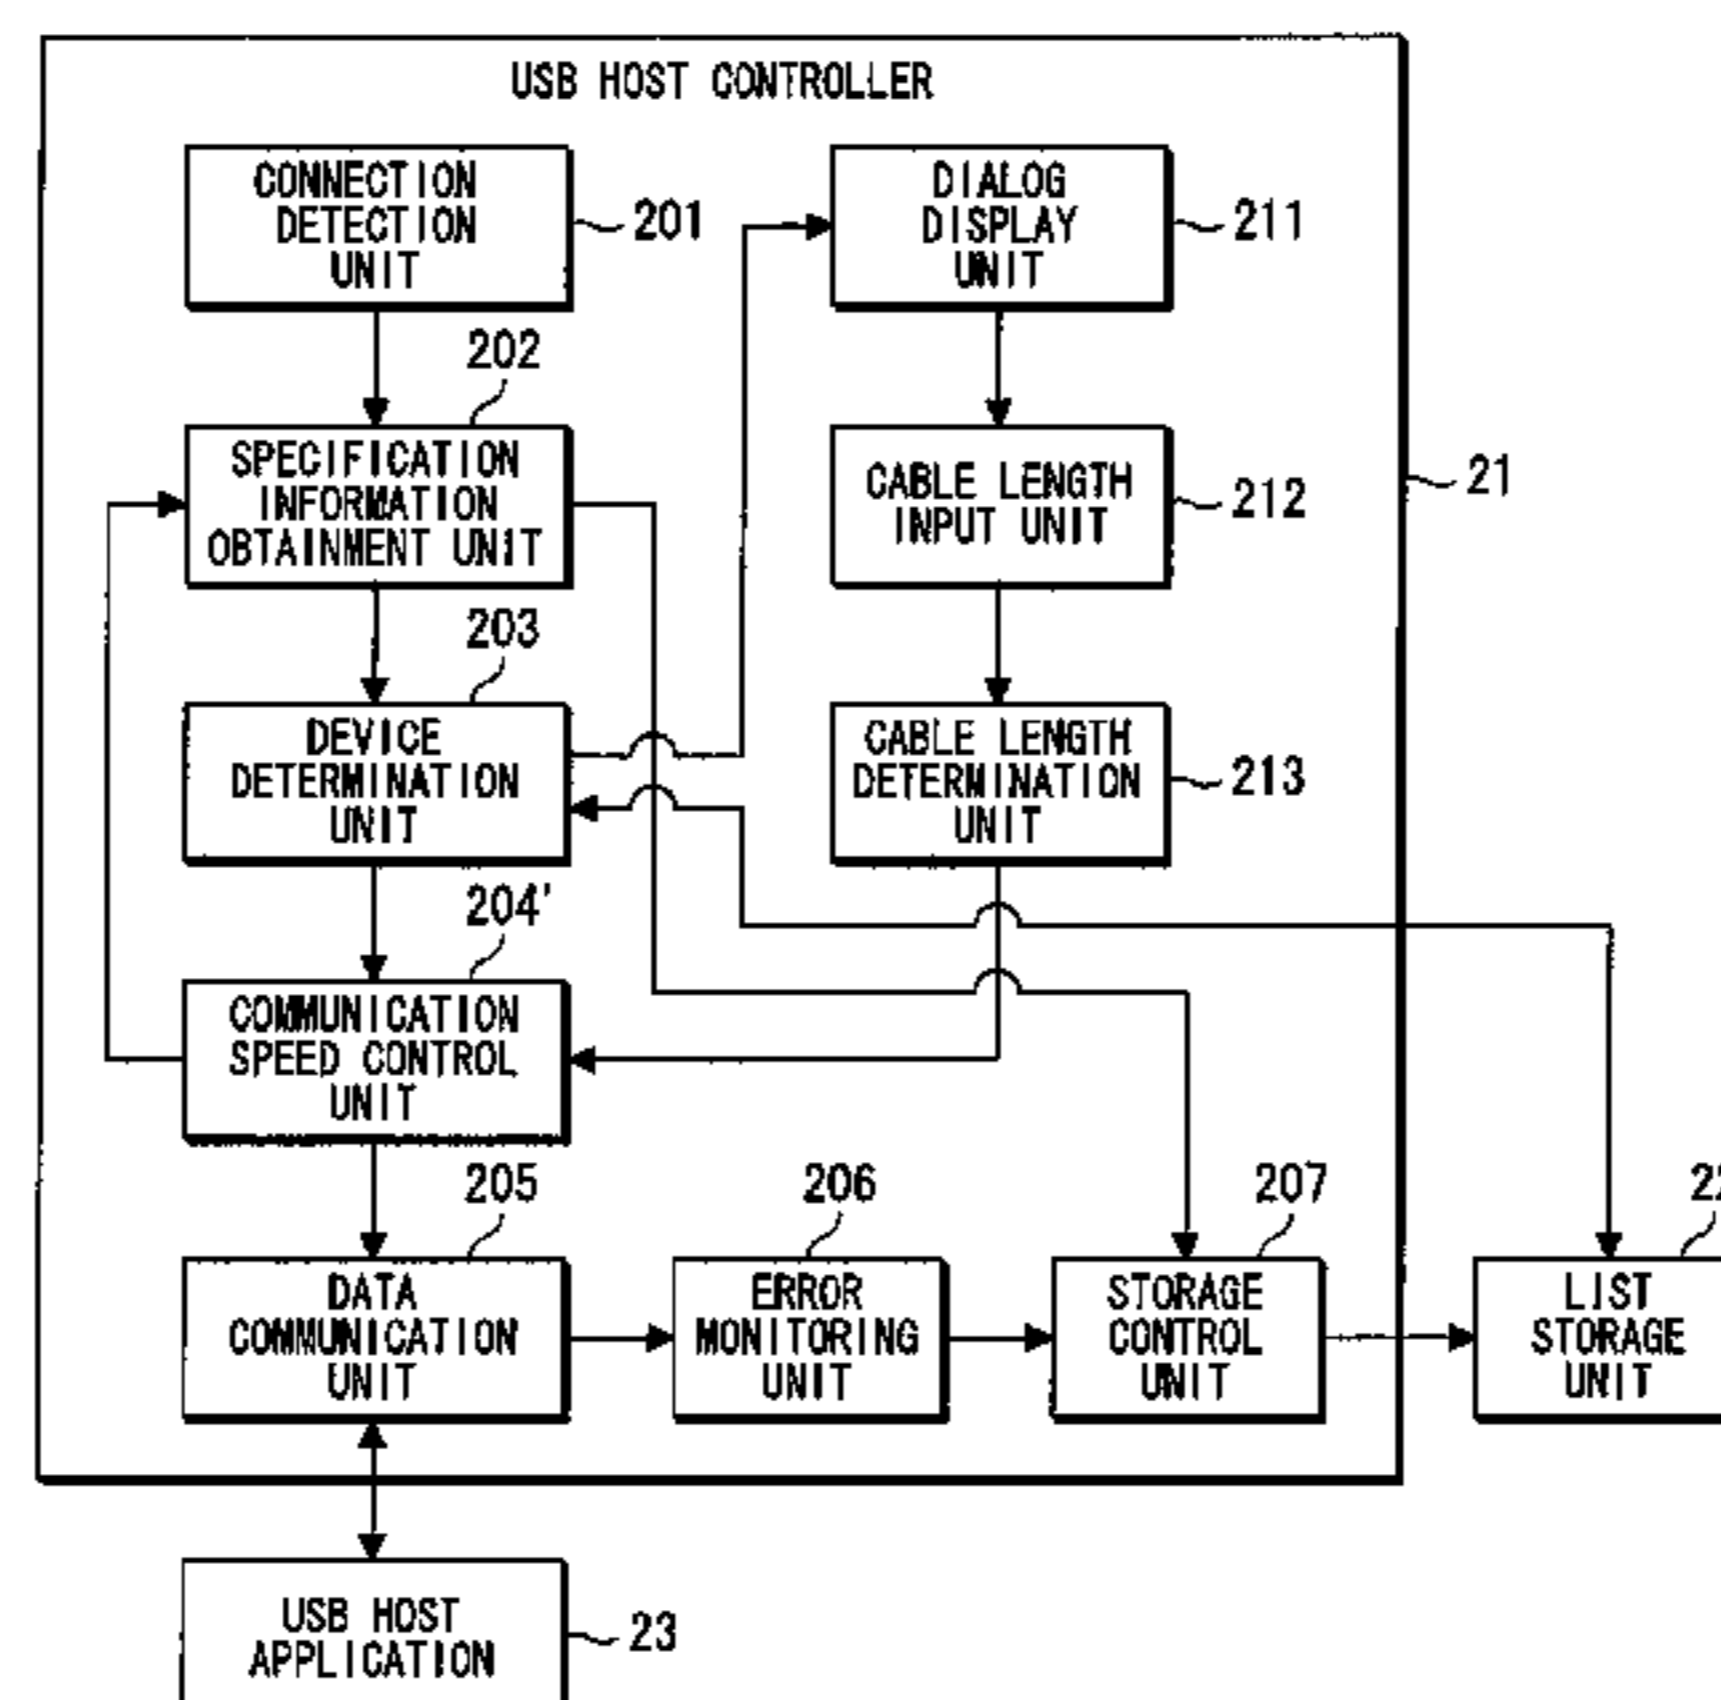 USB HOST CONTROLLER
CONNECTION
DETECTION
UNIT
201
DIALOG
DISPLAY
UNIT
211
202
SPECIFICATION
INFORMATION
OBTAINMENT UNIT
CABLE LENGTH
INPUT UNIT
212
21
203
DEVICE
DETERMINATION
UNIT
CABLE LENGTH
DETERMINATION
UNIT
213
204'
COMMUNICATION
SPEED CONTROL
UNIT
205
DATA
COMMUNICATION
UNIT
206
ERROR
MONITORING
UNIT
207
STORAGE
CONTROL
UNIT
22
LIST
STORAGE
UNIT
USB HOST
APPLICATION
23